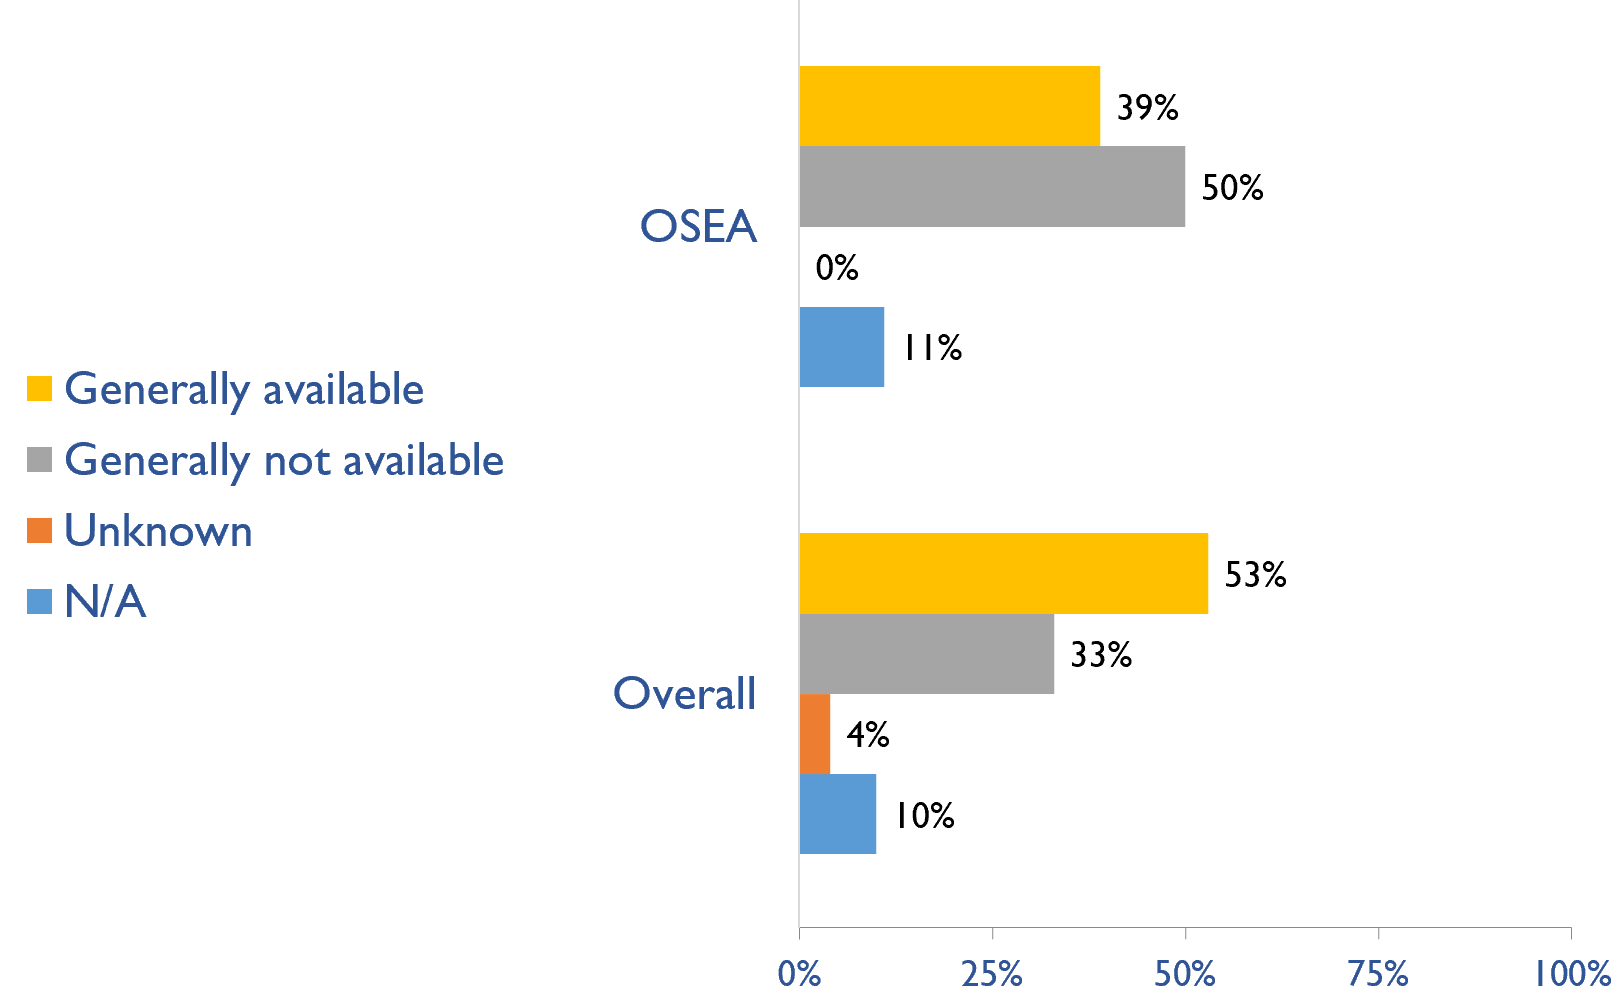 Generally available
Generally not available
Unknown
N/A
OSEA
39%
50%
0%
11%
Overall
53%
33%
4%
10%
0% 25% 50% 75% 100%